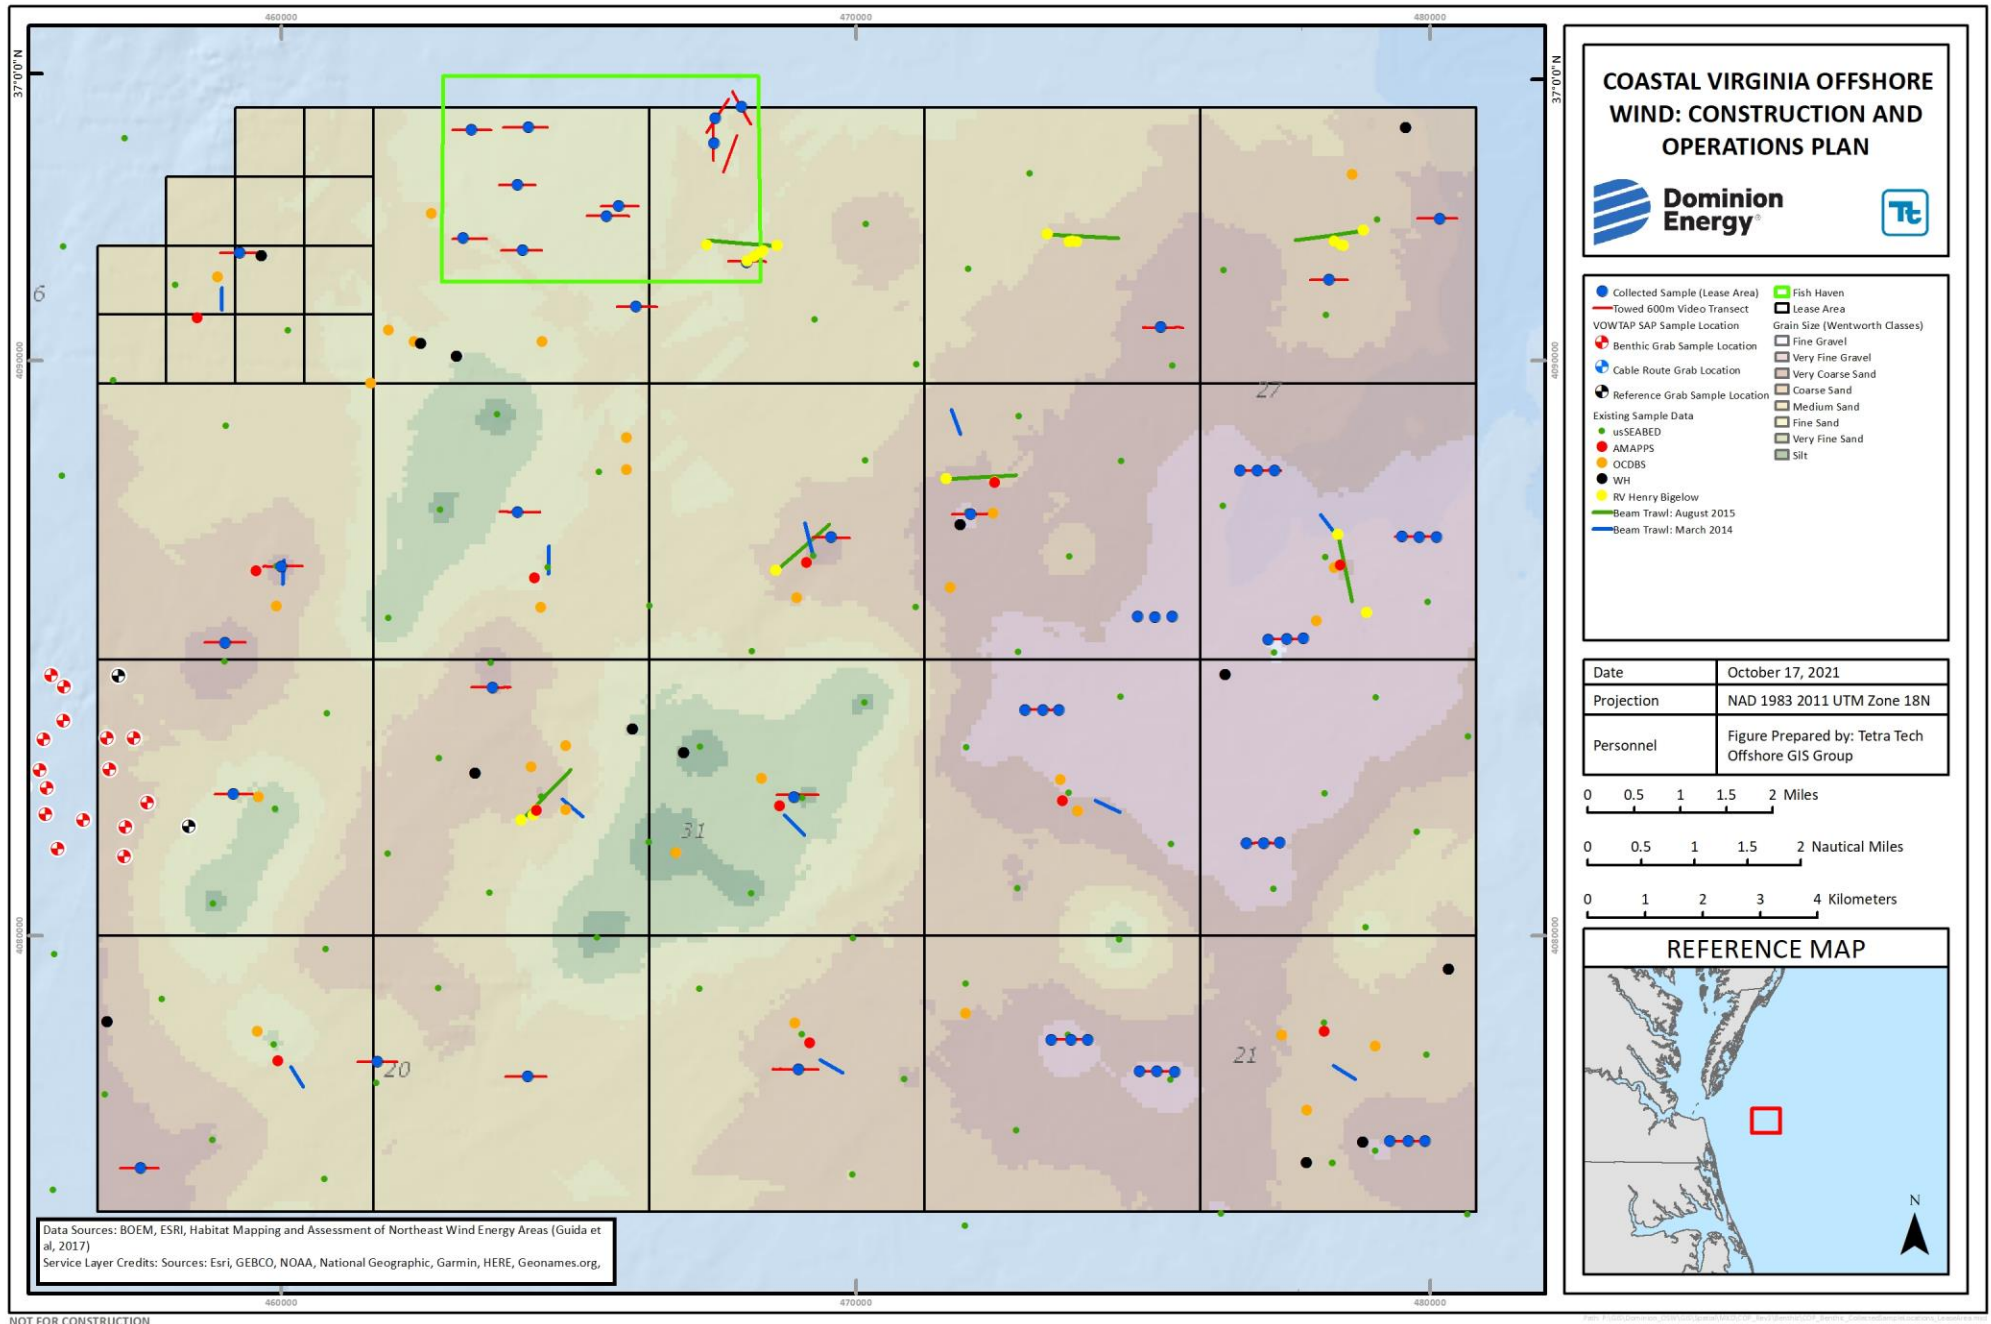 460000
470000
480000
37°0'0"N
37°0'0"N
4090000
4090000
4080000
4080000
6
27
31
20
21
460000
470000
480000
Data Sources: BOEM, ESRI, Habitat Mapping and Assessment of Northeast Wind Energy Areas (Guida et
al, 2017)
Service Layer Credits: Sources: Esri, GEBCO, NOAA, National Geographic, Garmin, HERE, Geonames.org,
NOT FOR CONSTRUCTION
COASTAL VIRGINIA OFFSHORE
WIND: CONSTRUCTION AND
OPERATIONS PLAN
Dominion
Energy®
Tt
Collected Sample (Lease Area)
Towed 600m Video Transect
VOWTAP SAP Sample Location
Benthic Grab Sample Location
Cable Route Grab Location
Reference Grab Sample Location
Existing Sample Data
usSEABED
AMAPPS
OCDBS
WH
RV Henry Bigelow
Beam Trawl: August 2015
Beam Trawl: March 2014
Fish Haven
Lease Area
Grain Size (Wentworth Classes)
Fine Gravel
Very Fine Gravel
Very Coarse Sand
Coarse Sand
Medium Sand
Fine Sand
Very Fine Sand
Silt
Date October 17, 2021
Projection NAD 1983 2011 UTM Zone 18N
Personnel Figure Prepared by: Tetra Tech
Offshore GIS Group
0 0.5 1 1.5 2 Miles
0 0.5 1 1.5 2 Nautical Miles
0 1 2 3 4 Kilometers
REFERENCE MAP
N